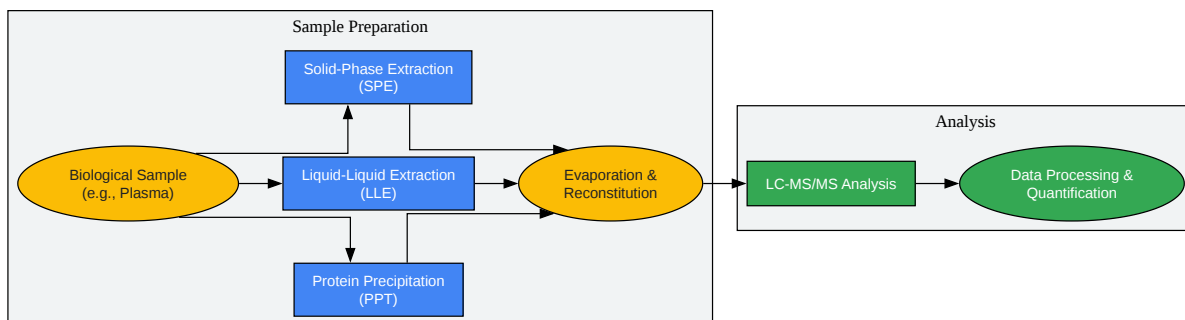 Sample Preparation
Solid-Phase Extraction
(SPE)
Biological Sample
(e.g., Plasma)
Liquid-Liquid Extraction
(LLE)
Protein Precipitation
(PPT)
Evaporation &
Reconstitution
Analysis
LC-MS/MS Analysis
Data Processing &
Quantification